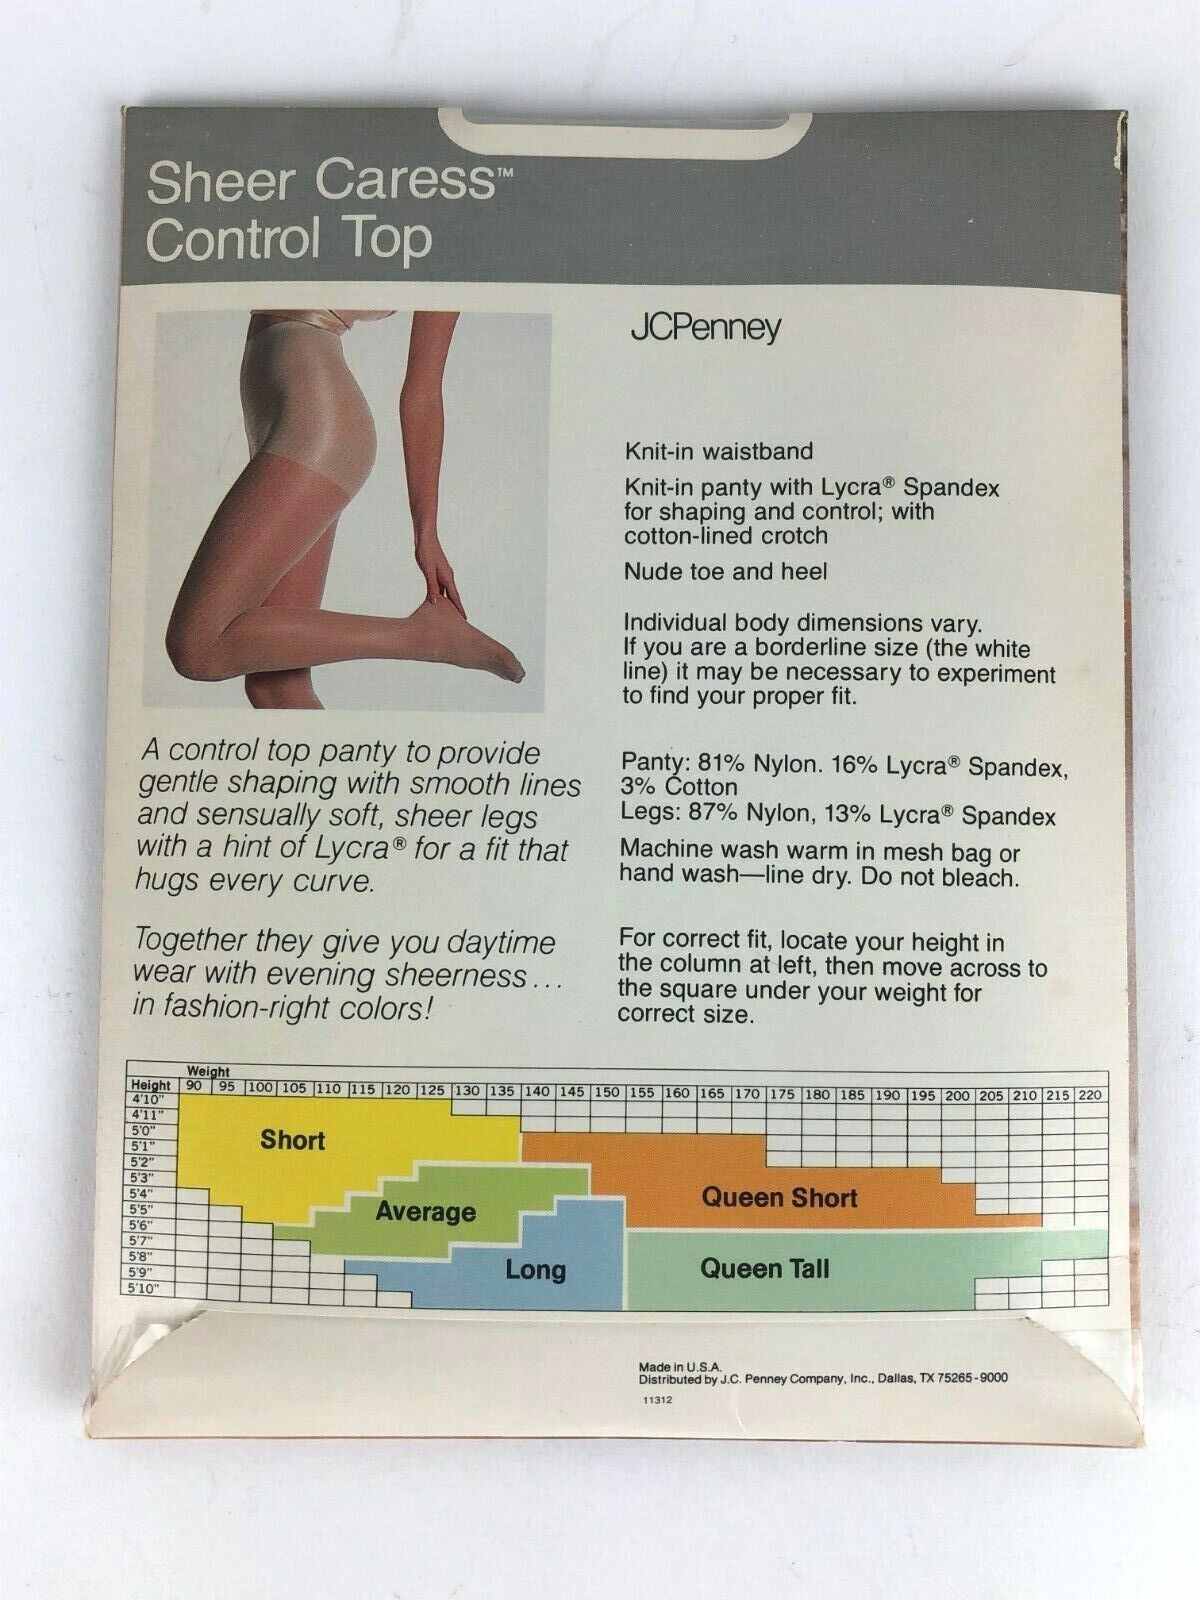 Sheer Caress™
Control Top
JCPenney
Knit-in waistband
Knit-in panty with Lycra® Spandex
for shaping and control; with
cotton-lined crotch
Nude toe and heel
Individual body dimensions vary.
If you are a borderline size (the white
line) it may be necessary to experiment
to find your proper fit.
A control top panty to provide
gentle shaping with smooth lines
and sensually soft, sheer legs
with a hint of Lycra® for a fit that
hugs every curve.
Together they give you daytime
wear with evening sheerness...
in fashion-right colors!
Panty: 81% Nylon. 16% Lycra® Spandex,
3% Cotton
Legs: 87% Nylon, 13% Lycra® Spandex
Machine wash warm in mesh bag or
hand wash—line dry. Do not bleach.
For correct fit, locate your height in
the column at left, then move across to
the square under your weight for
correct size.
Weight
Height 90 95 100 105 110 115 120 125 130 135 140 145 150 155 160 165 170 175 180 185 190 195 200 205 210 215 220
4'10"
4'11"
5'0"
5'1"
5'2"
5'3"
5'4"
5'5"
5'6"
5'7"
5'8"
5'9"
5'10"
Short
Average
Queen Short
Long
Queen Tall
Made in U.S.A.
Distributed by J.C. Penney Company, Inc., Dallas, TX 75265-9000
11312